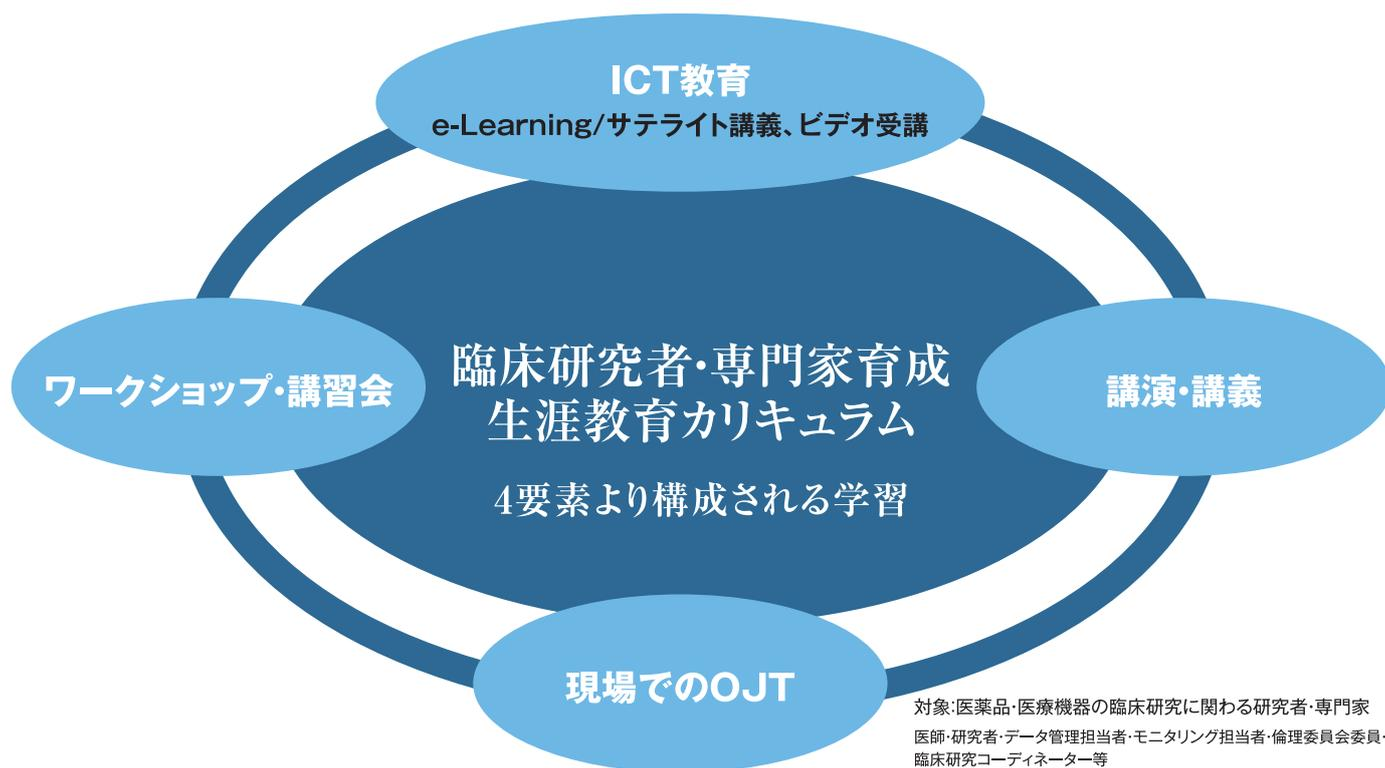 ICT教育
e-Learning/サテライト講義、ビデオ受講
ワークショップ・講習会
臨床研究者・専門家育成
生涯教育カリキュラム
4要素より構成される学習
講演・講義
現場でのOJT
対象:医薬品・医療機器の臨床研究に関わる研究者・専門家
医師・研究者・データ管理担当者・モニタリング担当者・倫理委員会委員・
臨床研究コーディネーター等